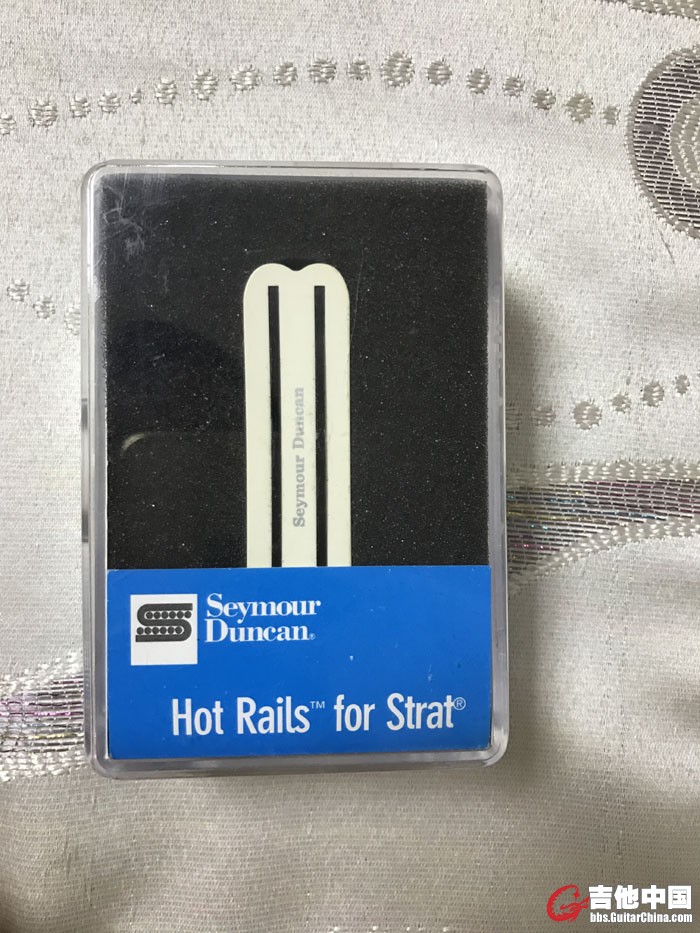 Seymour Duncan
Seymour
Duncan®
Hot Rails™ for Strat®
吉他中国
bbs.GuitarChina.com